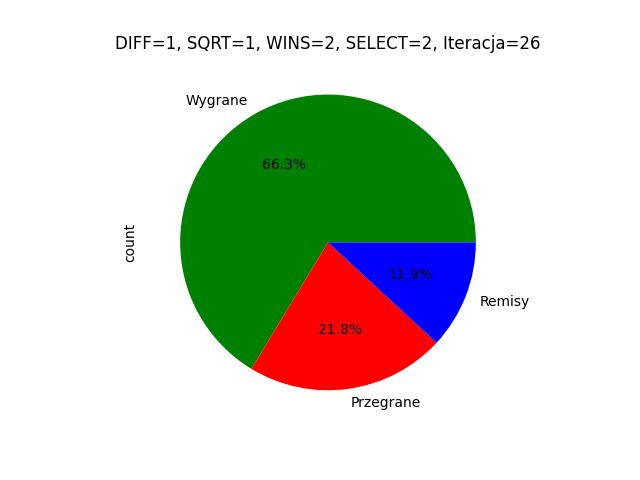 DIFF=1, SQRT=1, WINS=2, SELECT=2, Iteracja=26
Wygrane
66.3%
count
11.9%
Remisy
21.8%
Przegrane